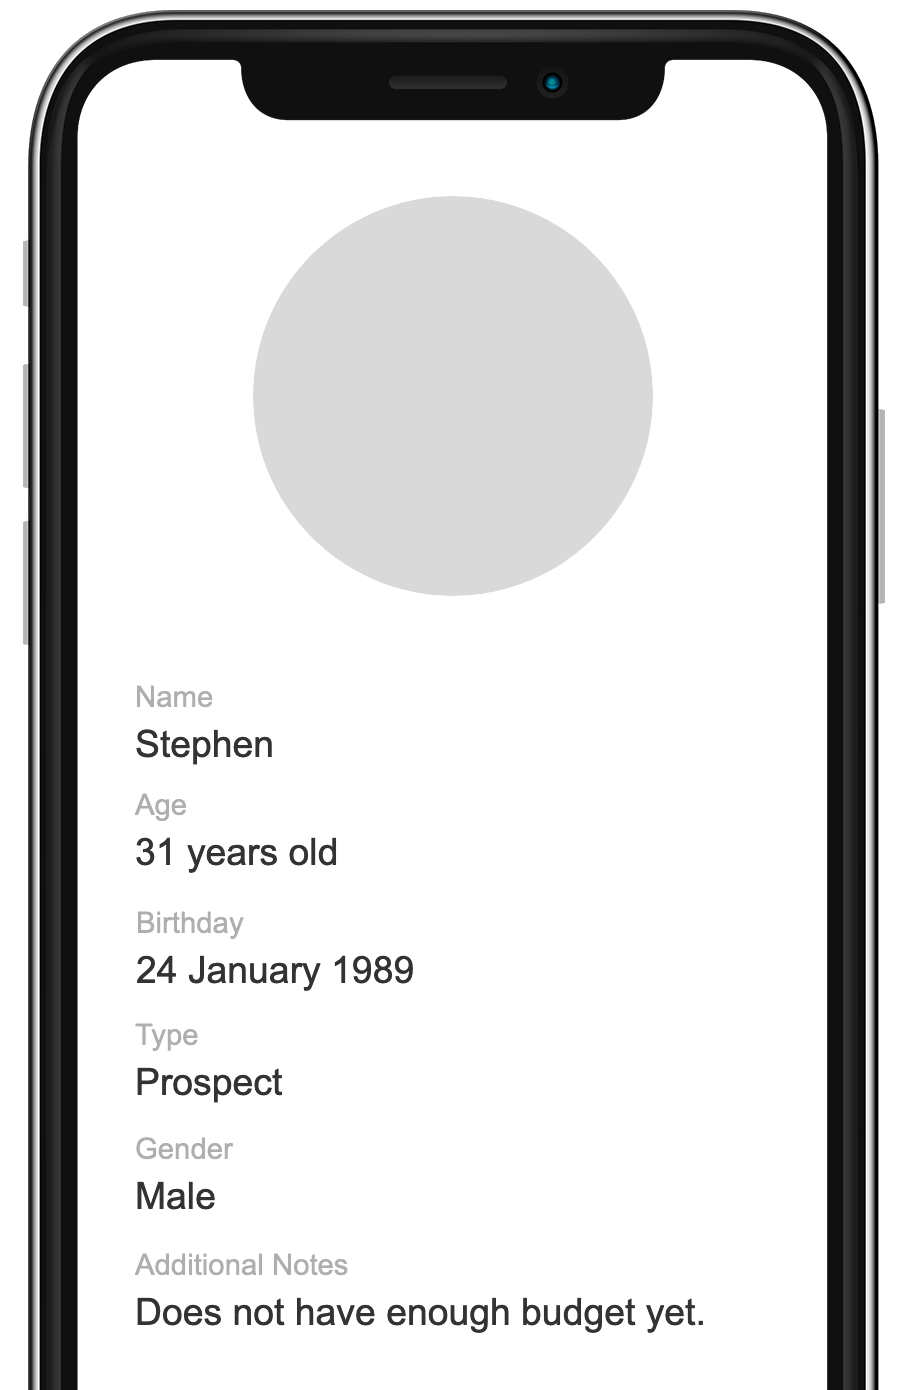 Name
Stephen
Age
31 years old
Birthday
24 January 1989
Type
Prospect
Gender
Male
Additional Notes
Does not have enough budget yet.